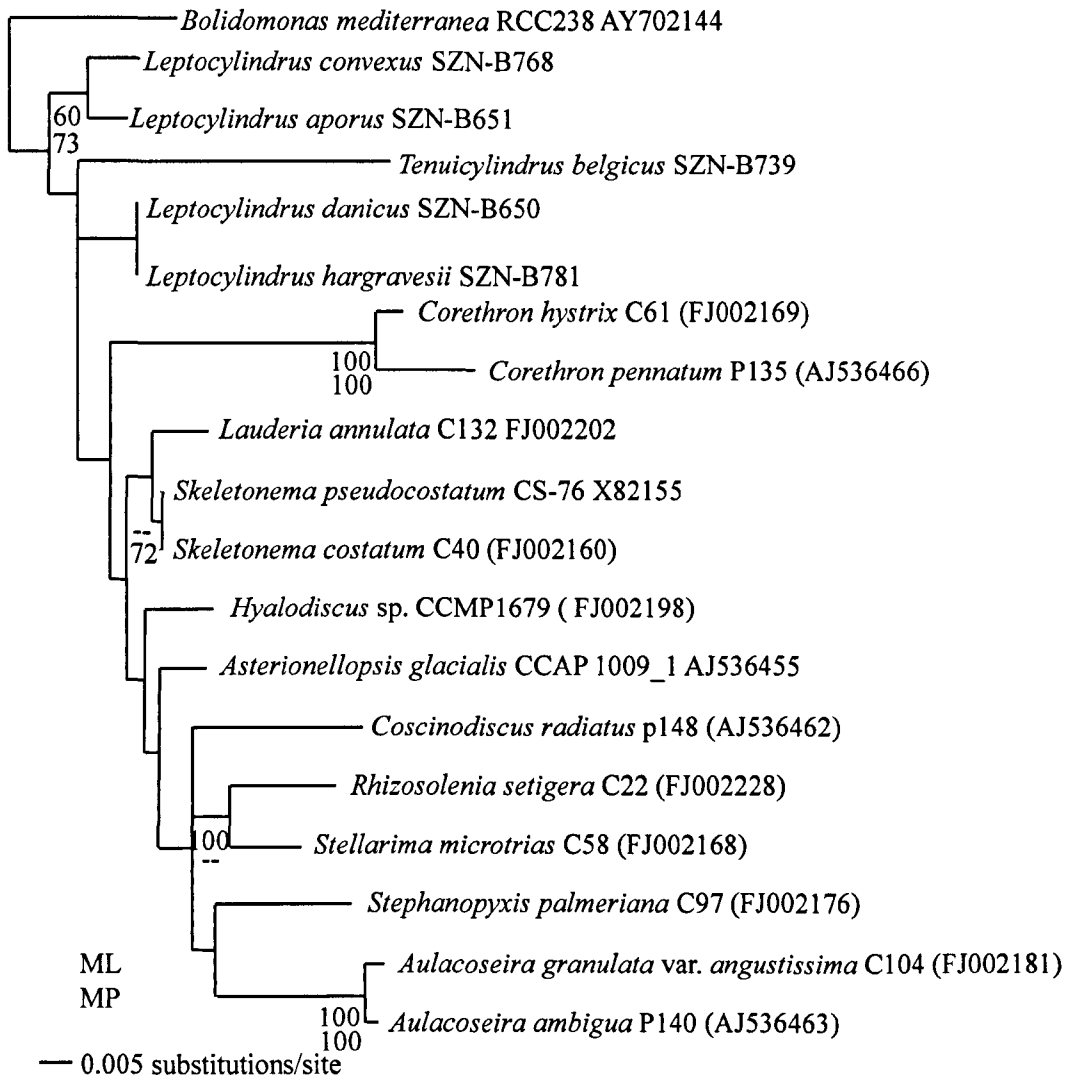 Bolidomonas mediterranea RCC238 AY702144
Leptocylindrus convexus SZN-B768
60
Leptocylindrus aporus SZN-B651
73
Tenuicylindrus belgicus SZN-B739
Leptocylindrus danicus SZN-B650
Leptocylindrus hargravesii SZN-B781
Corethron hystrix C61 (FJ002169)
100
Corethron pennatum P135 (AJ536466)
100
Lauderia annulata C132 FJ002202
Skeletonema pseudocostatum CS-76 X82155
--
72 Skeletonema costatum C40 (FJ002160)
Hyalodiscus sp. CCMP1679 ( FJ002198)
Asterionellopsis glacialis CCAP 1009_1 AJ536455
Coscinodiscus radiatus p148 (AJ536462)
Rhizosolenia setigera C22 (FJ002228)
100
Stellarima microtrias C58 (FJ002168)
--
Stephanopyxis palmeriana C97 (FJ002176)
ML
Aulacoseira granulata var. angustissima C104 (FJ002181)
MP
100
Aulacoseira ambigua P140 (AJ536463)
100
0.005 substitutions/site